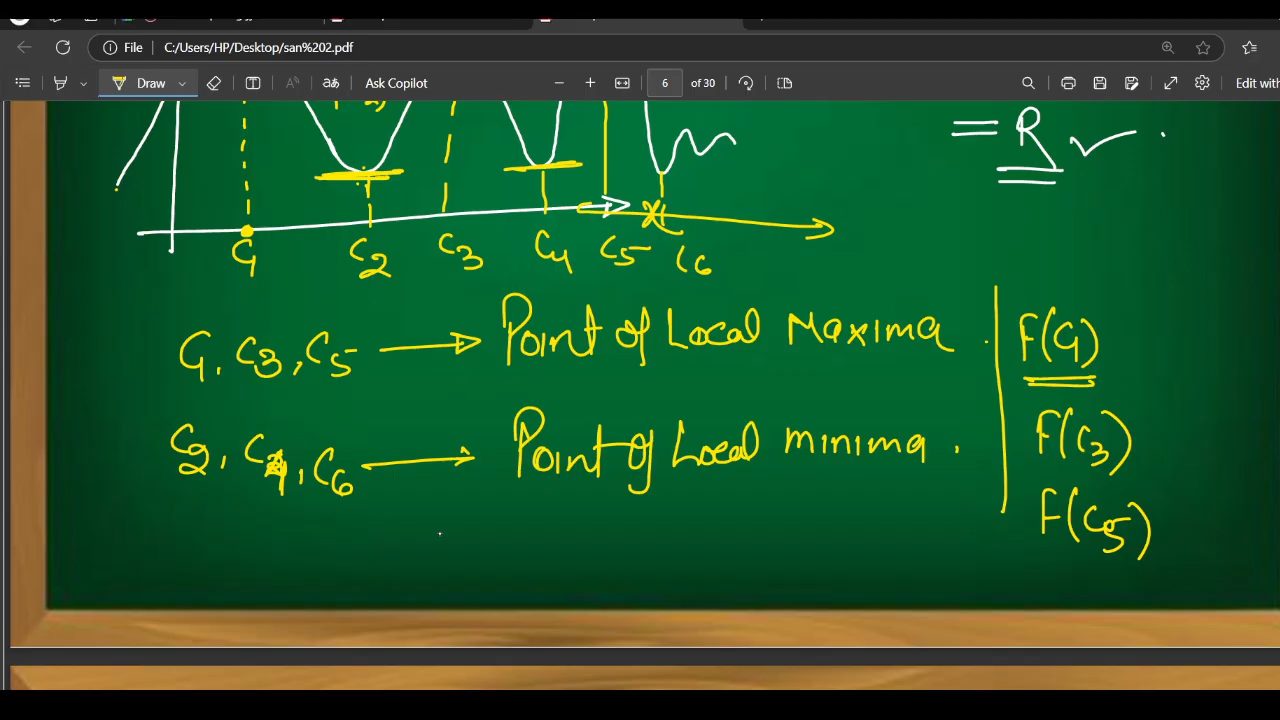 File | C:/Users/HP/Desktop/san%202.pdf
Draw aあ Ask Copilot 6 of 30 Edit with
= R ✓ .
C1 C2 C3 C4 C5 C6
C1, C3, C5 → Point of Local Maxima . F(C1)
C2, C4, C6 → Point of Local minima . F(C3)
F(C5)